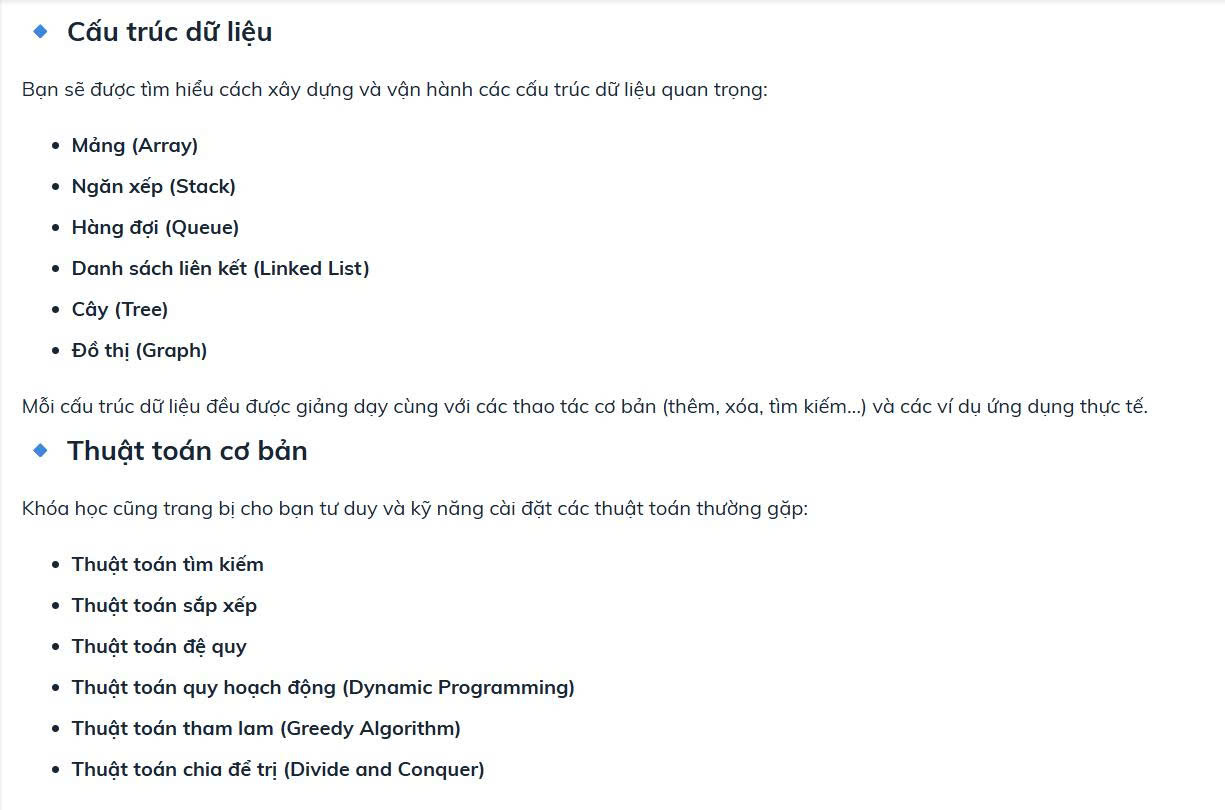 Cấu trúc dữ liệu
Bạn sẽ được tìm hiểu cách xây dựng và vận hành các cấu trúc dữ liệu quan trọng:
Mảng (Array)
Ngăn xếp (Stack)
Hàng đợi (Queue)
Danh sách liên kết (Linked List)
Cây (Tree)
Đồ thị (Graph)
Mỗi cấu trúc dữ liệu đều được giảng dạy cùng với các thao tác cơ bản (thêm, xóa, tìm kiếm...) và các ví dụ ứng dụng thực tế.
Thuật toán cơ bản
Khóa học cũng trang bị cho bạn tư duy và kỹ năng cài đặt các thuật toán thường gặp:
Thuật toán tìm kiếm
Thuật toán sắp xếp
Thuật toán đệ quy
Thuật toán quy hoạch động (Dynamic Programming)
Thuật toán tham lam (Greedy Algorithm)
Thuật toán chia để trị (Divide and Conquer)